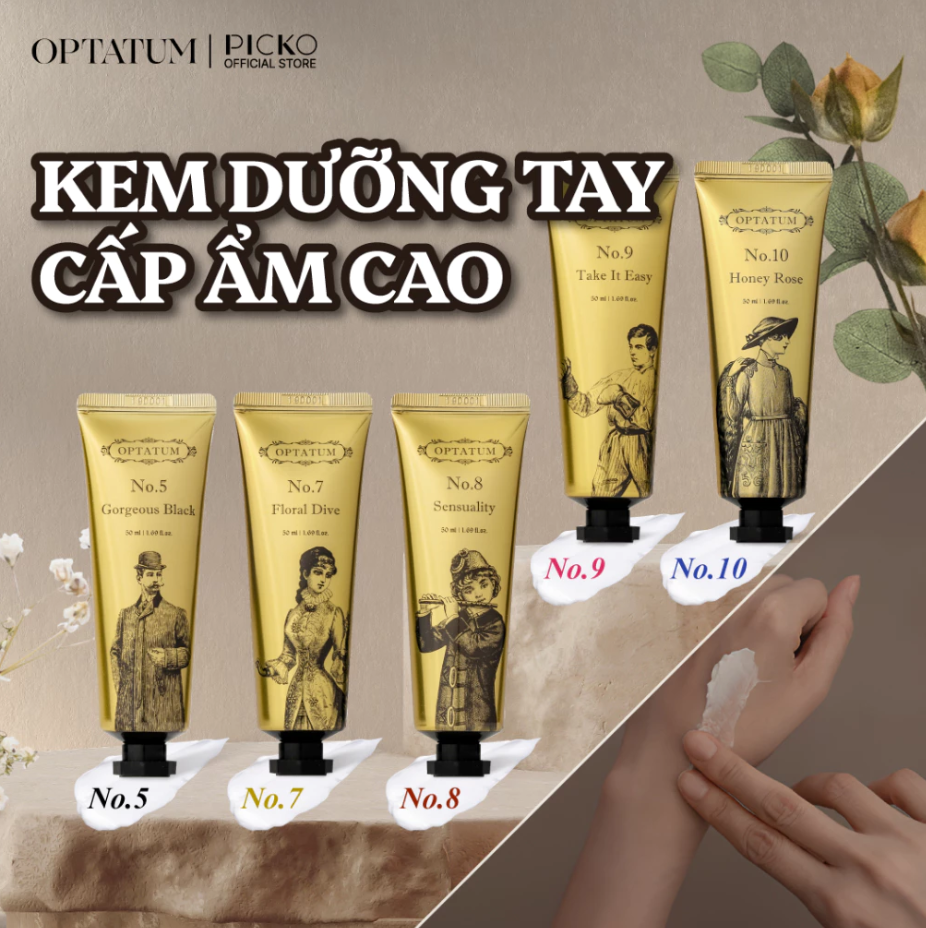 OPTATUM | PICKO
OFFICIAL STORE
KEM DƯỠNG TAY
CẤP ẨM CAO
OPTATUM
No.9
Take It Easy
50 ml | 1.69 fl.oz.
OPTATUM
No.10
Honey Rose
50 ml | 1.69 fl.oz.
No.9
No.10
OPTATUM
No.5
Gorgeous Black
50 ml | 1.69 fl.oz.
OPTATUM
No.7
Floral Dive
50 ml | 1.69 fl.oz.
OPTATUM
No.8
Sensuality
50 ml | 1.69 fl.oz.
No.5
No.7
No.8